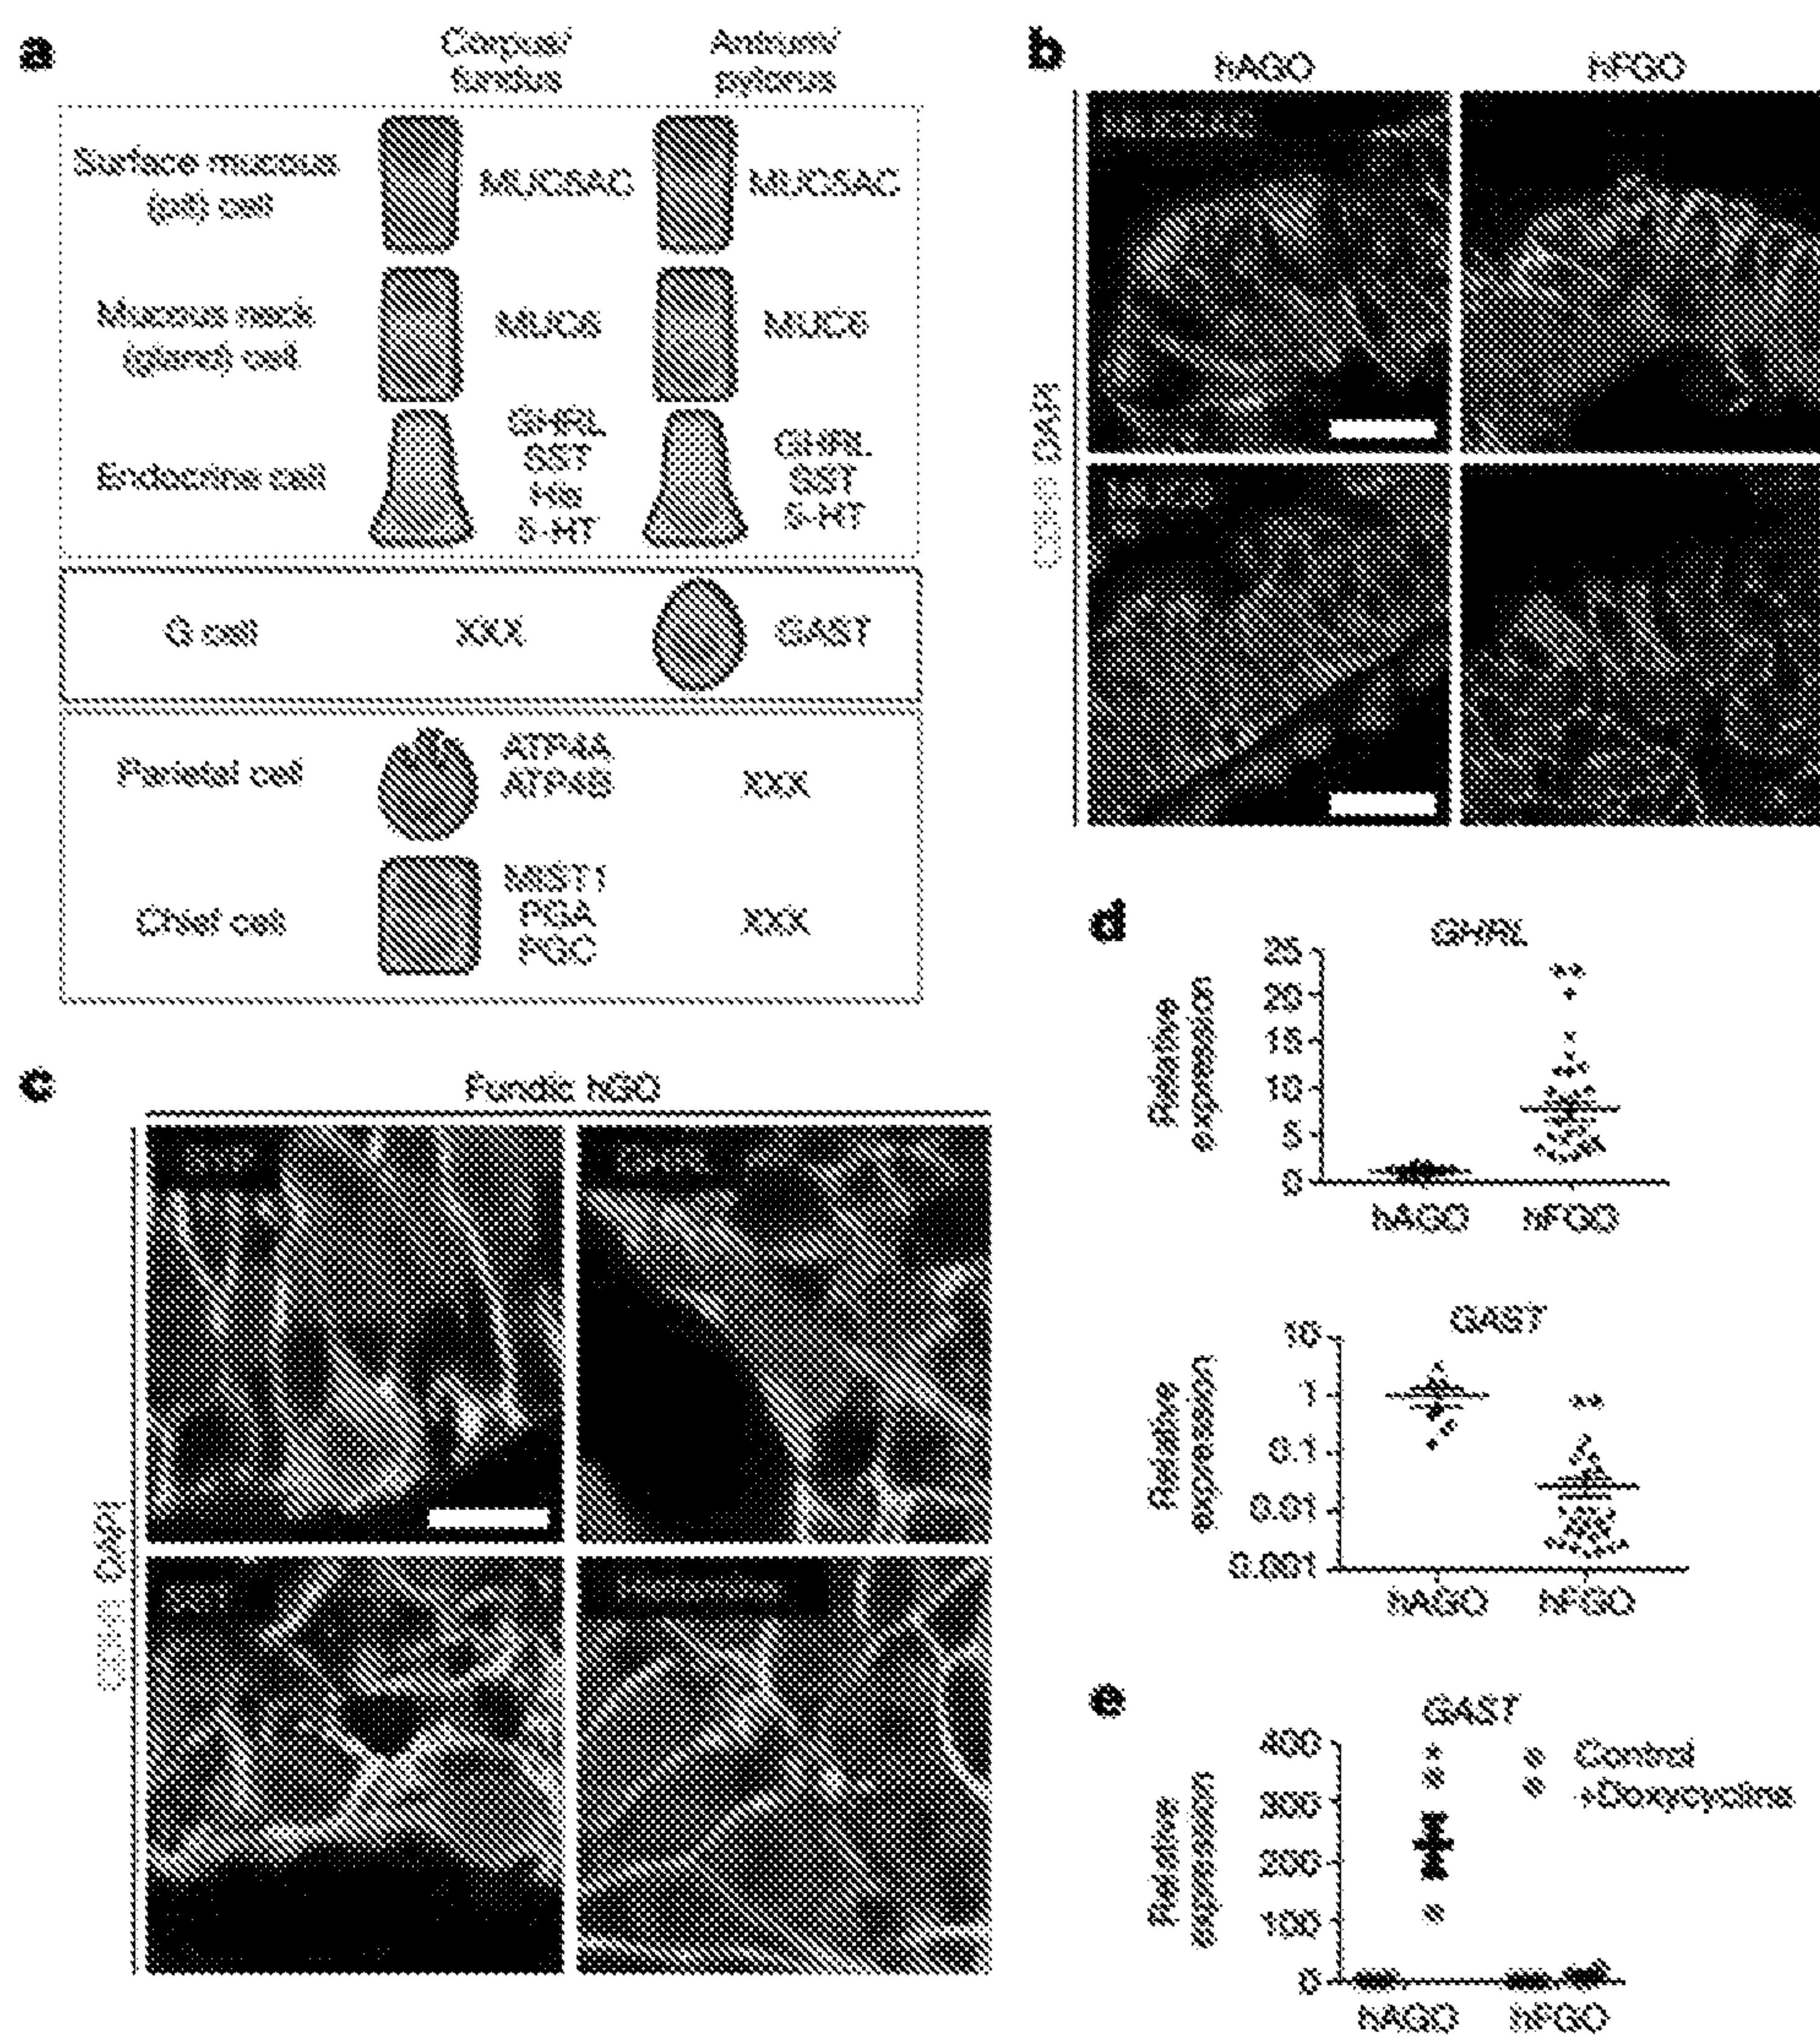 a
Corpus/
fundus
Antrum/
pylorus
Surface mucous
(pit) cell
MUC5AC
MUC5AC
Mucous neck
(gland) cell
MUC6
MUC6
Endocrine cell
GHRL
SST
His
5-HT
GHRL
SST
5-HT
G cell
XXX
GAST
Parietal cell
ATP4A
ATP4B
XXX
Chief cell
MIST1
PGA
PGC
XXX
b
hAGO
hFGO
DAPI
c
Fundic hGO
DAPI
d
GHRL
Relative
expression
25
20
15
10
5
0
hAGO
hFGO
GAST
Relative
expression
10
1
0.1
0.01
0.001
hAGO
hFGO
e
GAST
Control
+Doxycycline
Relative
expression
400
300
200
100
0
hAGO
hFGO